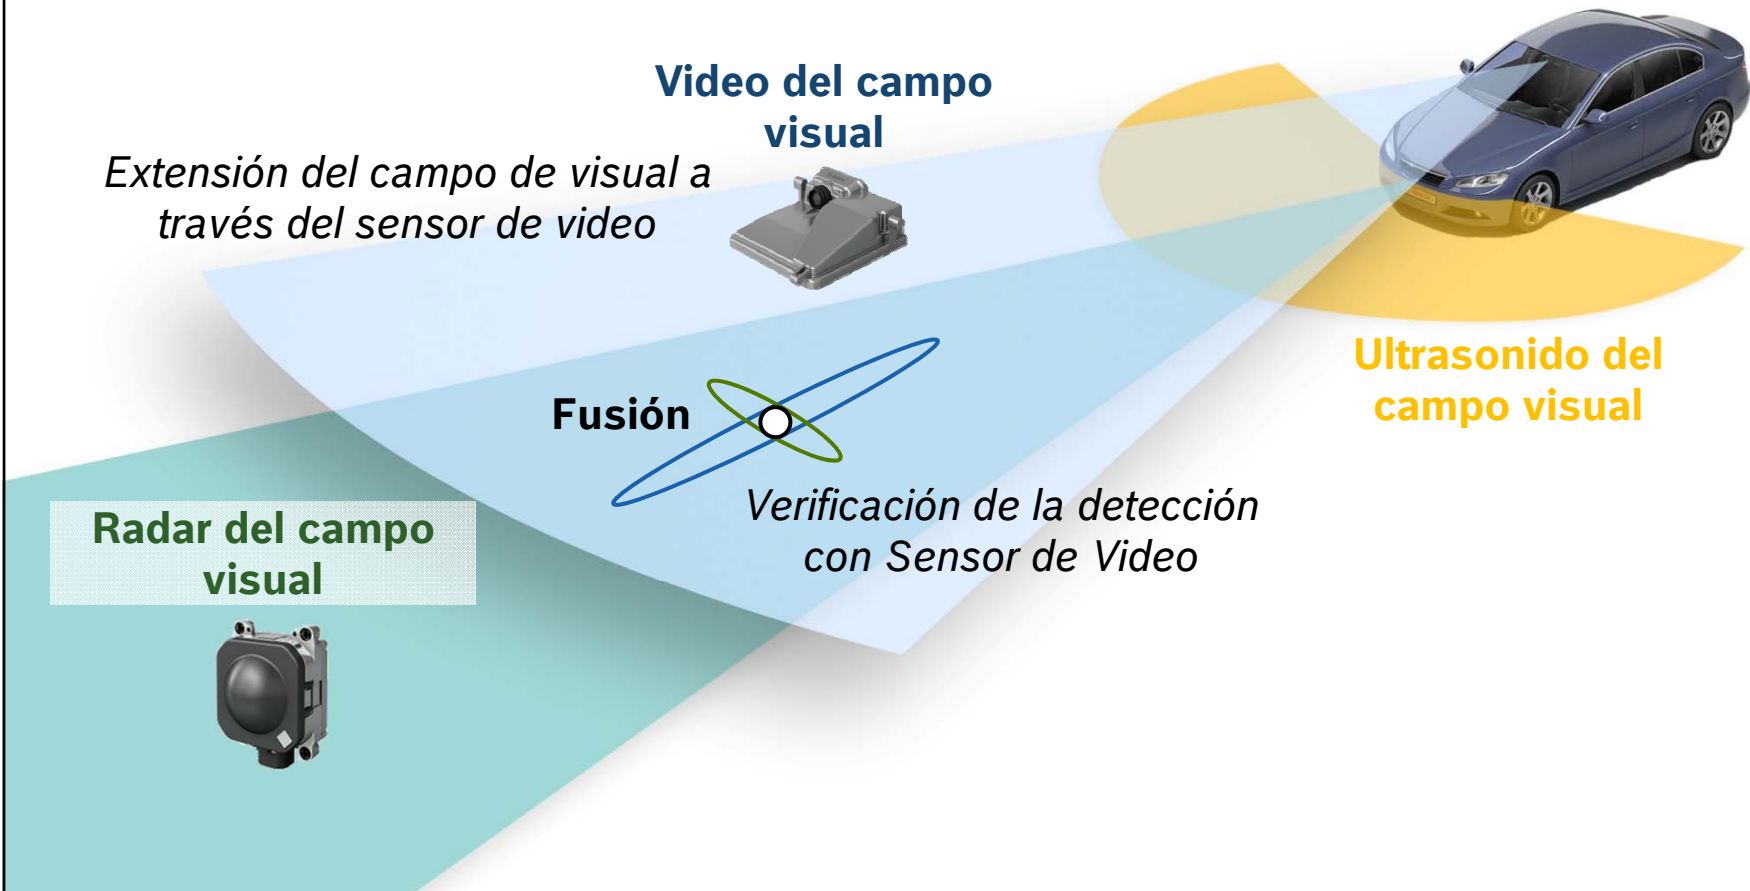 Video del campo
visual
Extensión del campo de visual a
través del sensor de video
Ultrasonido del
campo visual
Fusión
Verificación de la detección
con Sensor de Video
Radar del campo
visual